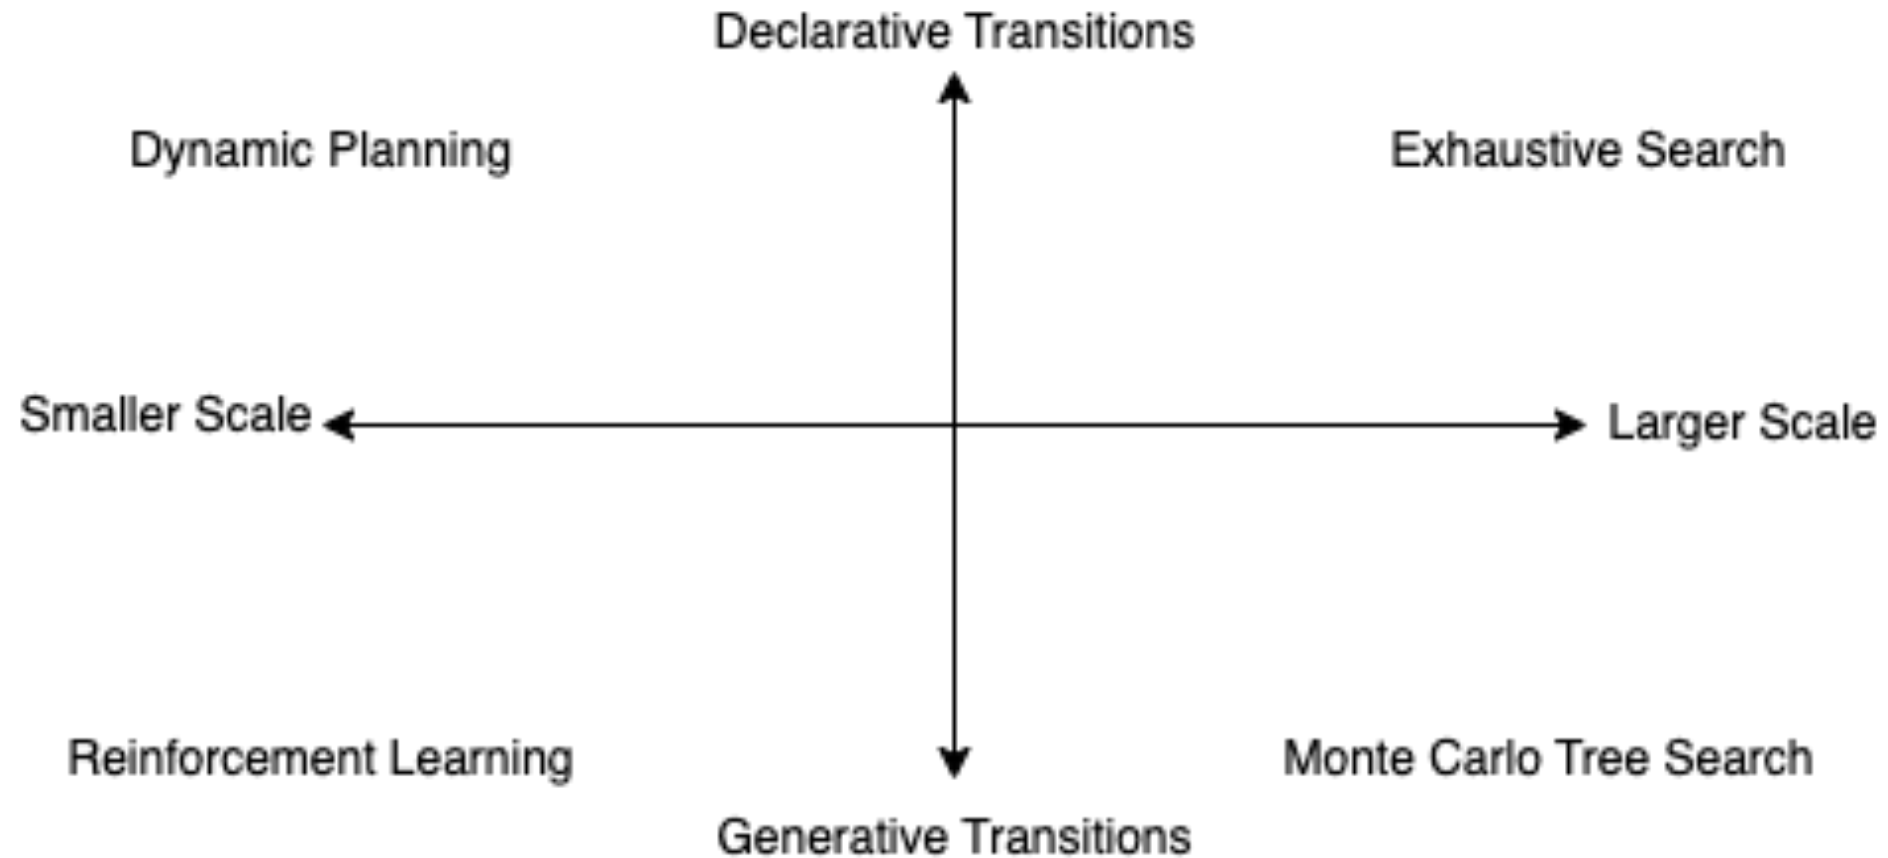 Declarative Transitions
Dynamic Planning
Exhaustive Search
Smaller Scale
Larger Scale
Reinforcement Learning
Monte Carlo Tree Search
Generative Transitions